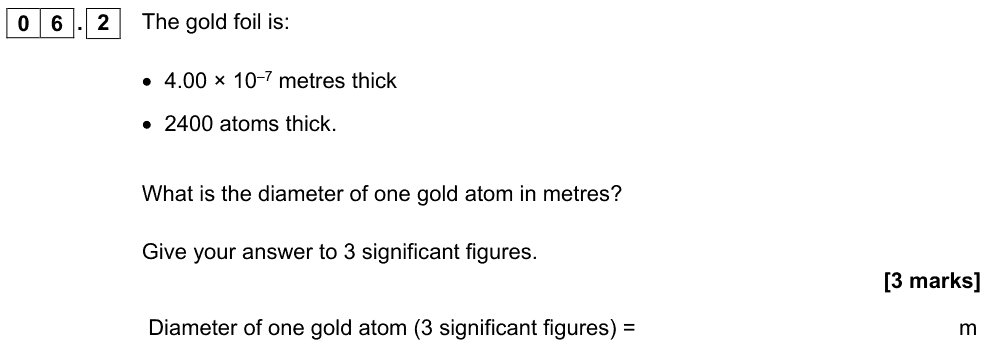 06.2 The gold foil is:
• 4.00 × 10⁻⁷ metres thick
• 2400 atoms thick.
What is the diameter of one gold atom in metres?
Give your answer to 3 significant figures.
[3 marks]
Diameter of one gold atom (3 significant figures) = m